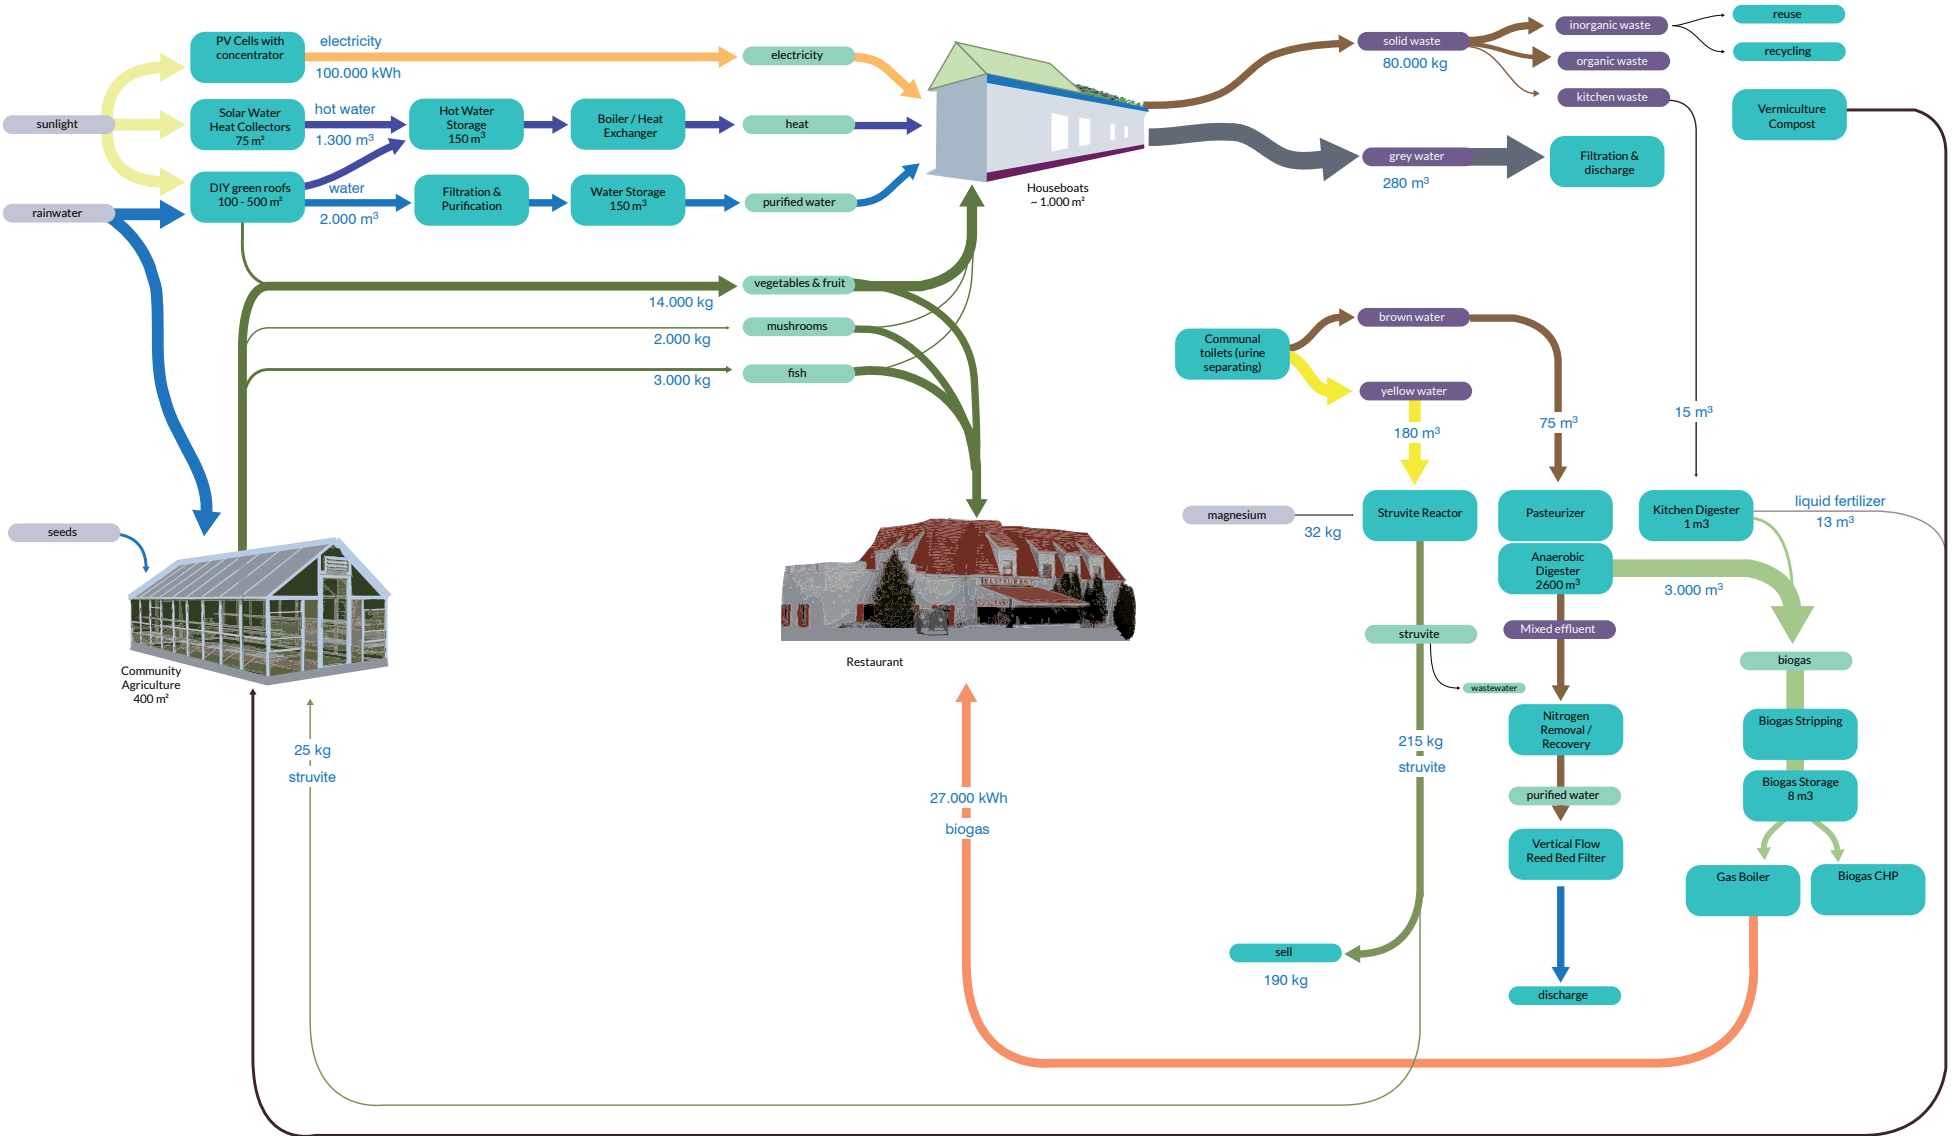 PV Cells with
concentrator
electricity
100.000 kWh
electricity
sunlight
Solar Water
Heat Collectors
75 m²
hot water
1.300 m³
Hot Water
Storage
150 m³
Boiler / Heat
Exchanger
heat
rainwater
DIY green roofs
100 - 500 m²
water
2.000 m³
Filtration &
Purification
Water Storage
150 m³
purified water
Houseboats
~ 1.000 m²
solid waste
80.000 kg
inorganic waste
organic waste
kitchen waste
reuse
recycling
Vermiculture
Compost
grey water
280 m³
Filtration &
discharge
14.000 kg
vegetables & fruit
2.000 kg
mushrooms
3.000 kg
fish
Communal
toilets (urine
separating)
brown water
yellow water
180 m³
75 m³
15 m³
seeds
Community
Agriculture
400 m²
RESTAURANT
Restaurant
magnesium
32 kg
Struvite Reactor
Pasteurizer
Anaerobic
Digester
2600 m³
Kitchen Digester
1 m3
liquid fertilizer
13 m³
3.000 m³
struvite
wastewater
Mixed effluent
biogas
Nitrogen
Removal /
Recovery
Biogas Stripping
Biogas Storage
8 m3
25 kg
struvite
27.000 kWh
biogas
215 kg
struvite
purified water
Vertical Flow
Reed Bed Filter
Gas Boiler
Biogas CHP
sell
190 kg
discharge